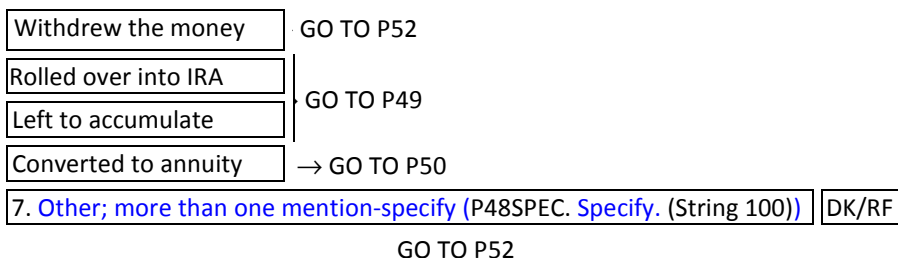 Withdrew the money GO TO P52
Rolled over into IRA
GO TO P49
Left to accumulate
Converted to annuity → GO TO P50
7. Other; more than one mention-specify (P48SPEC. Specify. (String 100)) DK/RF
GO TO P52